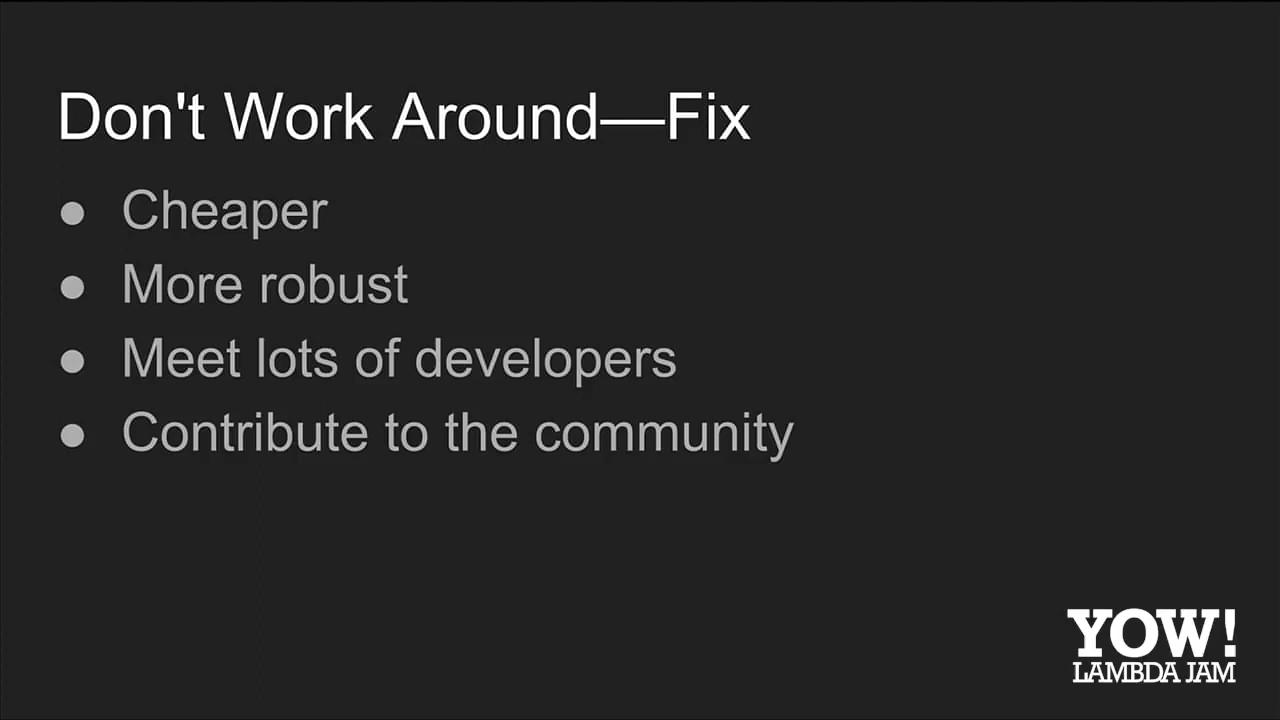 Don't Work Around—Fix
● Cheaper
● More robust
● Meet lots of developers
● Contribute to the community
YOW!
LAMBDA JAM